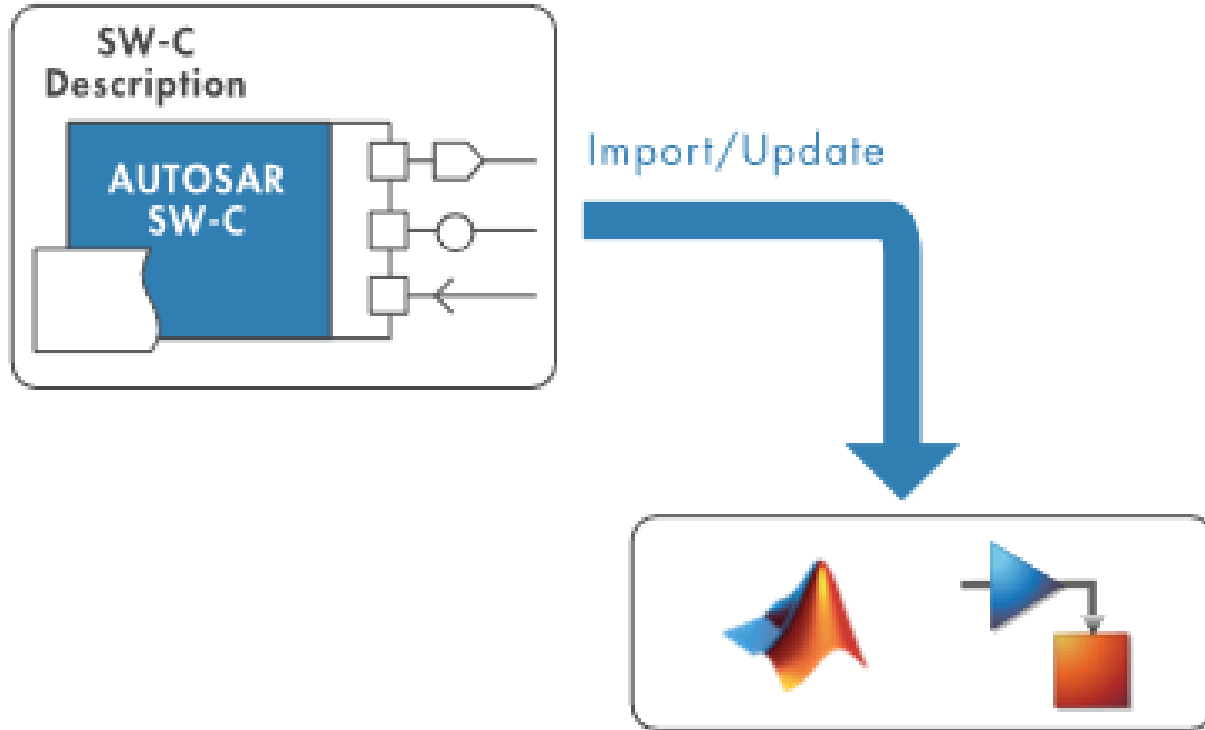 SW-C
Description
AUTOSAR
SW-C
Import/Update